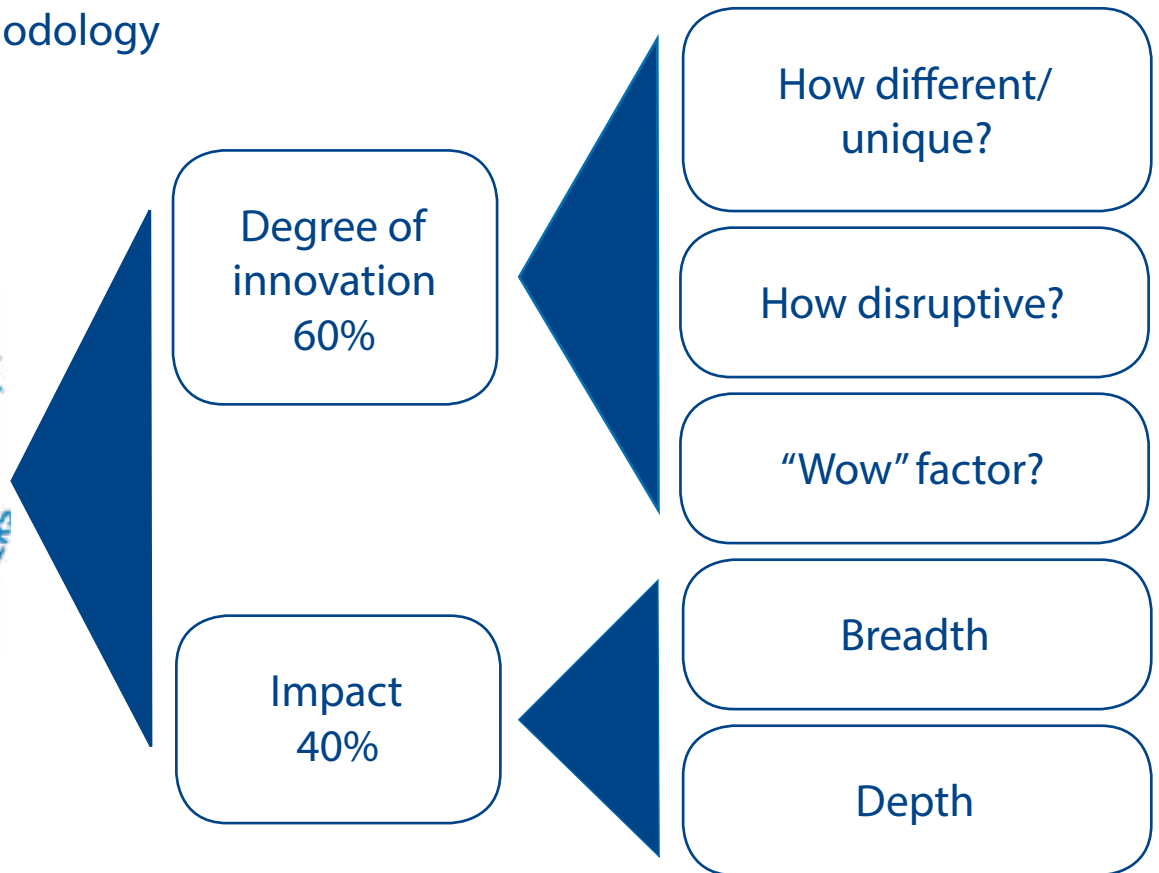 odology
How different/
unique?
Degree of
innovation
60%
How disruptive?
“Wow” factor?
Impact
40%
Breadth
Depth